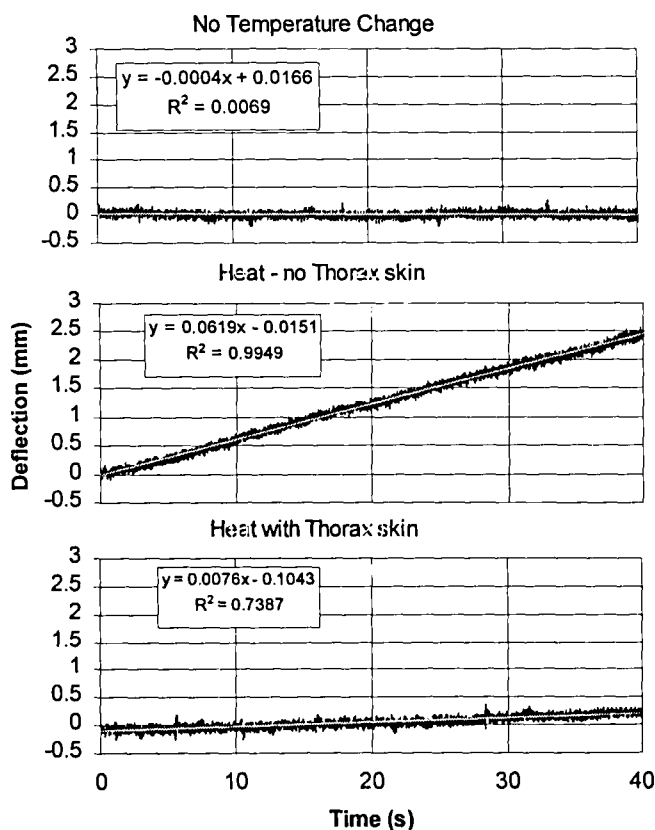 No Temperature Change
3
2.5
2
1.5
1
0.5
0
-0.5
y = -0.0004x + 0.0166
R² = 0.0069
Heat - no Thorax skin
3
2.5
2
1.5
1
0.5
0
-0.5
y = 0.0619x - 0.0151
R² = 0.9949
Deflection (mm)
Heat with Thorax skin
3
2.5
2
1.5
1
0.5
0
-0.5
y = 0.0076x - 0.1043
R² = 0.7387
0 10 20 30 40
Time (s)